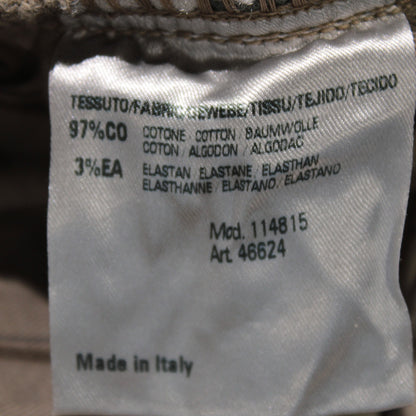 TESSUTO/FABRIC/GEWEBE/TISSU/TEJIDO/TECIDO
97%CO COTONE / COTTON / BAUMWOLLE
COTON / ALGODON / ALGODAO
3%EA ELASTAN / ELASTANE / ELASTHAN
ELASTHANNE / ELASTANO / ELASTANO
Mod. 114815
Art. 46624
Made in Italy